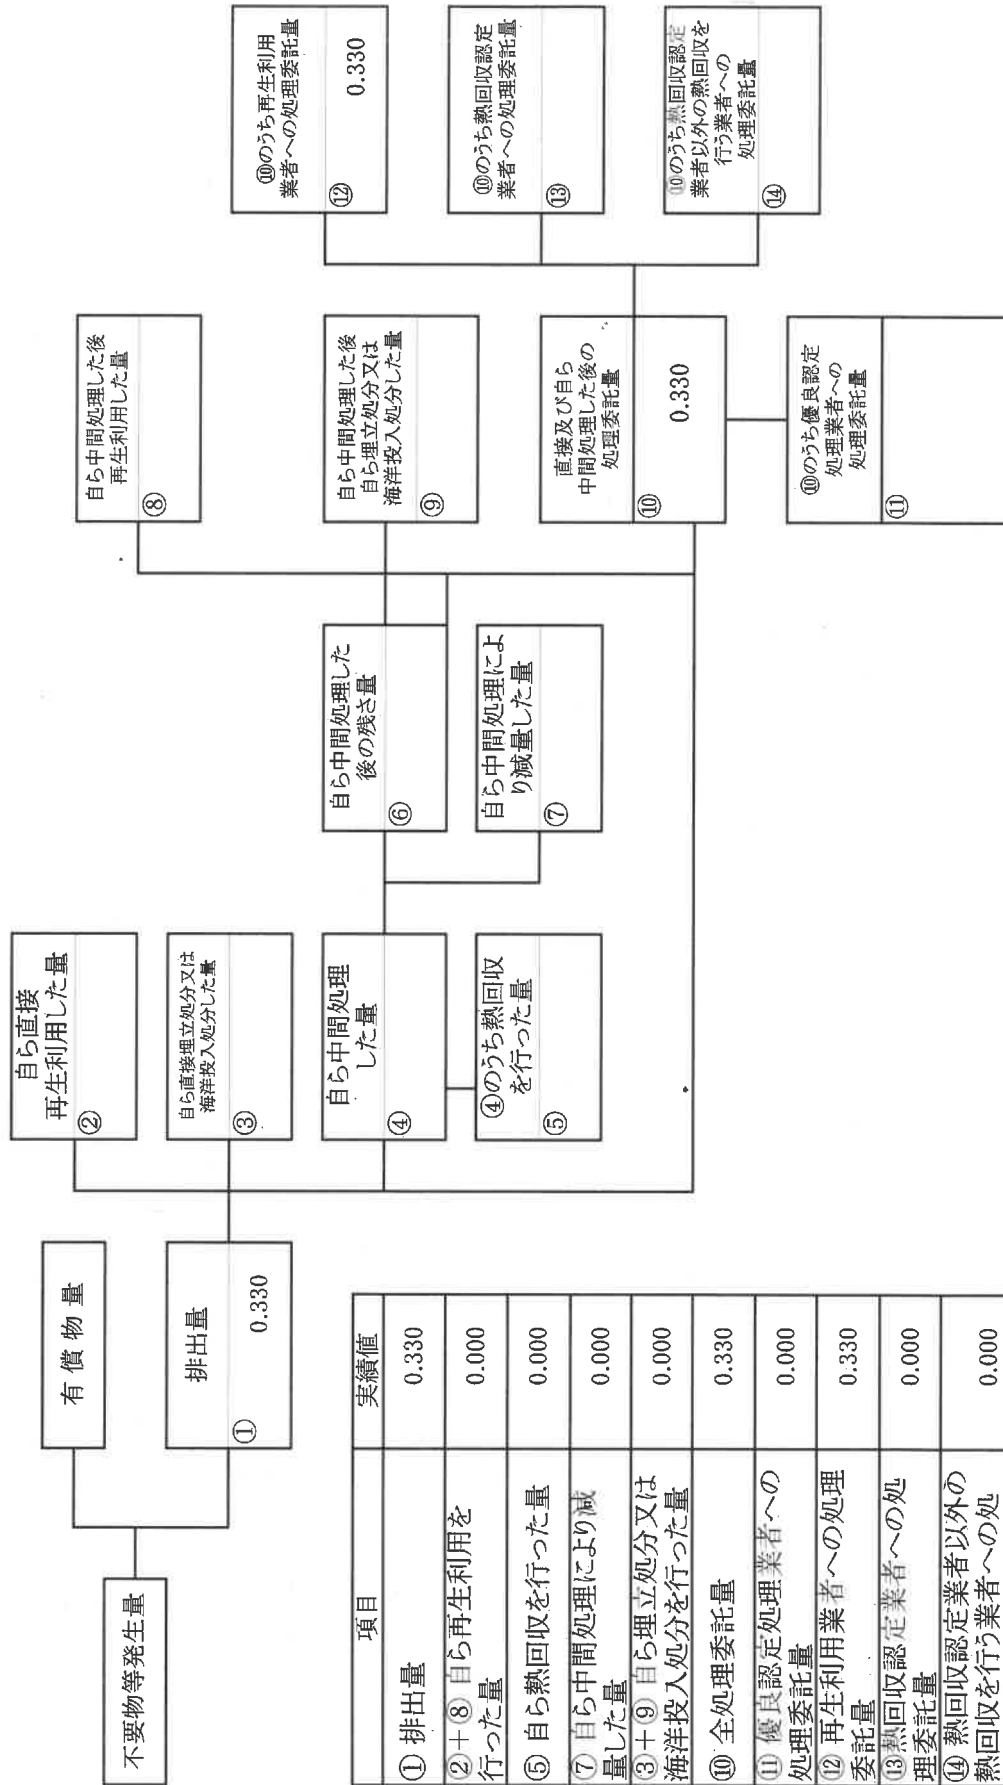 不要物等発生量
有 償 物 量
排出量
①
0.330
自ら直接
再生利用した量
②
自ら直接埋立処分又は
海洋投入処分した量
③
自ら中間処理
した量
④
④のうち熱回収
を行った量
⑤
自ら中間処理した
後の残さ量
⑥
自ら中間処理によ
り減量した量
⑦
自ら中間処理した後
再生利用した量
⑧
自ら中間処理した後
自ら埋立処分又は
海洋投入処分した量
⑨
直接及び自ら
中間処理した後の
処理委託量
⑩
0.330
⑩のうち優良認定
処理業者への
処理委託量
⑪
⑩のうち再生利用
業者への処理委託量
⑫
0.330
⑩のうち熱回収認定
業者への処理委託量
⑬
⑩のうち熱回収認定
業者以外の熱回収を
行う業者への
処理委託量
⑭
項目 実績値
① 排出量 0.330
②+⑧ 自ら再生利用を
行った量 0.000
⑤ 自ら熱回収を行った量 0.000
⑦ 自ら中間処理により減
量した量 0.000
③+⑨ 自ら埋立処分又は
海洋投入処分を行った量 0.000
⑩ 全処理委託量 0.330
⑪ 優良認定処理業者への
処理委託量 0.000
⑫ 再生利用業者への処理
委託量 0.330
⑬ 熱回収認定業者への処
理委託量 0.000
⑭ 熱回収認定業者以外の
熱回収を行う業者への処 0.000